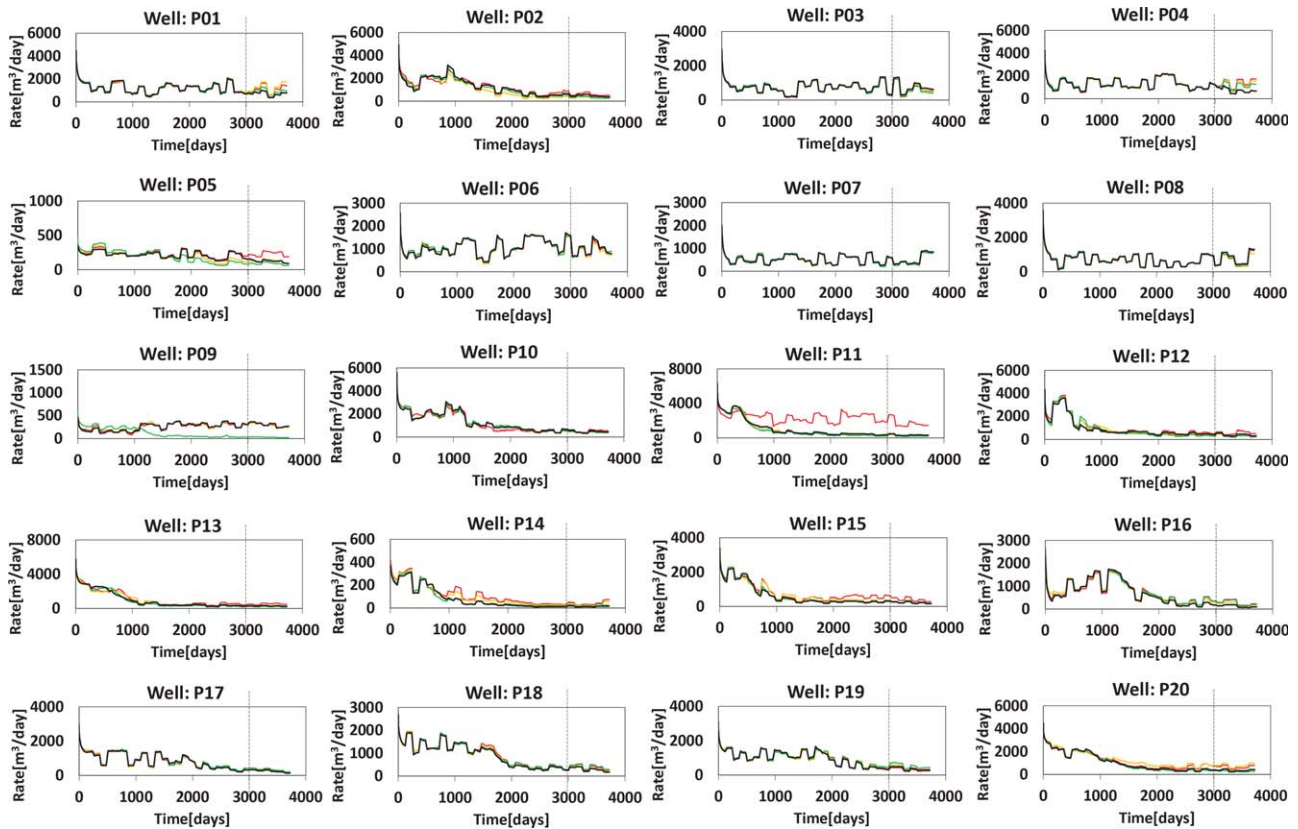 Well: P01
Rate[m³/day]
6000
4000
2000
0
0 1000 2000 3000 4000
Time[days]
Well: P02
Rate[m³/day]
6000
4000
2000
0
0 1000 2000 3000 4000
Time[days]
Well: P03
Rate[m³/day]
4000
2000
0
0 1000 2000 3000 4000
Time[days]
Well: P04
Rate[m³/day]
6000
4000
2000
0
0 1000 2000 3000 4000
Time[days]
Well: P05
Rate[m³/day]
1000
500
0
0 1000 2000 3000 4000
Time[days]
Well: P06
Rate[m³/day]
3000
2000
1000
0
0 1000 2000 3000 4000
Time[days]
Well: P07
Rate[m³/day]
3000
2000
1000
0
0 1000 2000 3000 4000
Time[days]
Well: P08
Rate[m³/day]
4000
2000
0
0 1000 2000 3000 4000
Time[days]
Well: P09
Rate[m³/day]
1500
1000
500
0
0 1000 2000 3000 4000
Time[days]
Well: P10
Rate[m³/day]
6000
4000
2000
0
0 1000 2000 3000 4000
Time[days]
Well: P11
Rate[m³/day]
8000
4000
0
0 1000 2000 3000 4000
Time[days]
Well: P12
Rate[m³/day]
6000
4000
2000
0
0 1000 2000 3000 4000
Time[days]
Well: P13
Rate[m³/day]
8000
4000
0
0 1000 2000 3000 4000
Time[days]
Well: P14
Rate[m³/day]
600
400
200
0
0 1000 2000 3000 4000
Time[days]
Well: P15
Rate[m³/day]
4000
2000
0
0 1000 2000 3000 4000
Time[days]
Well: P16
Rate[m³/day]
3000
2000
1000
0
0 1000 2000 3000 4000
Time[days]
Well: P17
Rate[m³/day]
4000
2000
0
0 1000 2000 3000 4000
Time[days]
Well: P18
Rate[m³/day]
3000
2000
1000
0
0 1000 2000 3000 4000
Time[days]
Well: P19
Rate[m³/day]
4000
2000
0
0 1000 2000 3000 4000
Time[days]
Well: P20
Rate[m³/day]
6000
4000
2000
0
0 1000 2000 3000 4000
Time[days]